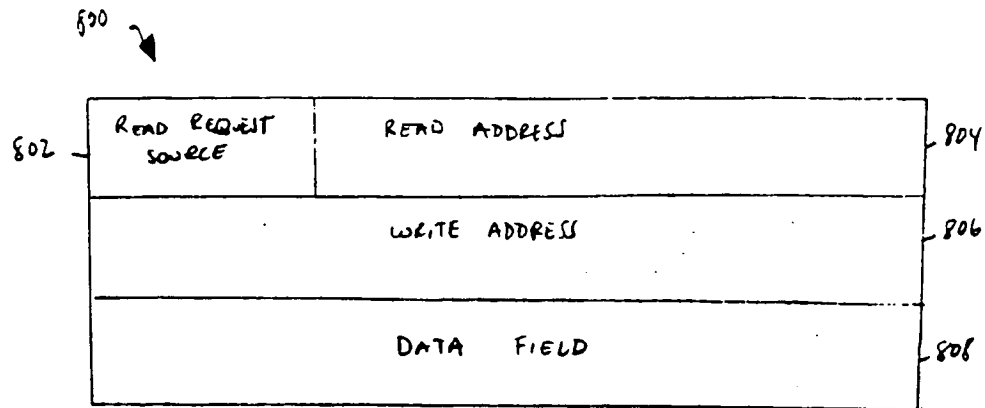 800
READ REQUEST
SOURCE
READ ADDRESS
802
804
WRITE ADDRESS
806
DATA FIELD
808